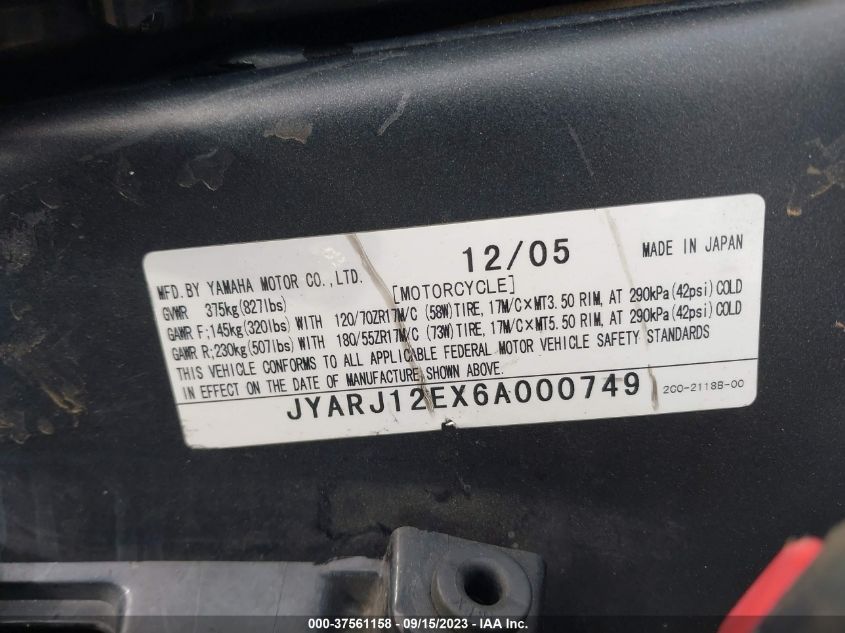 12/05
MADE IN JAPAN
MFD.BY YAMAHA MOTOR CO.,LTD.
[MOTORCYCLE]
GVWR 375kg(827lbs)
GAWR F;145kg(320lbs) WITH 120/70ZR17M/C (58W)TIRE, 17M/C×MT3.50 RIM, AT 290kPa(42psi)COLD
GAWR R;230kg(507lbs) WITH 180/55ZR17M/C (73W)TIRE, 17M/C×MT5.50 RIM, AT 290kPa(42psi)COLD
THIS VEHICLE CONFORMS TO ALL APPLICABLE FEDERAL MOTOR VEHICLE SAFETY STANDARDS
IN EFFECT ON THE DATE OF MANUFACTURE SHOWN ABOVE.
JYARJ12EX6A000749
2C0-2118B-00
000-37561158 - 09/15/2023 - IAA Inc.